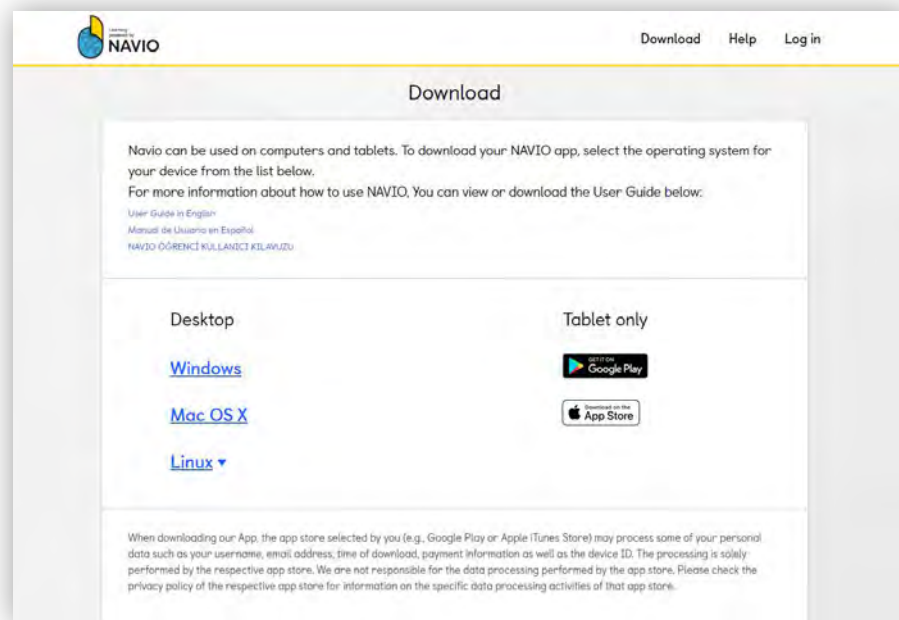 Learning
powered by
NAVIO
Download Help Log in
Download
Navio can be used on computers and tablets. To download your NAVIO app, select the operating system for
your device from the list below.
For more information about how to use NAVIO, You can view or download the User Guide below:
User Guide in English
Manual de Usuario en Español
NAVIO ÖĞRENCİ KULLANICI KILAVUZU
Desktop
Tablet only
Windows
GET IT ON
Google Play
Mac OS X
Download on the
App Store
Linux
When downloading our App, the app store selected by you (e.g., Google Play or Apple iTunes Store) may process some of your personal
data such as your username, email address, time of download, payment information as well as the device ID. The processing is solely
performed by the respective app store. We are not responsible for the data processing performed by the app store. Please check the
privacy policy of the respective app store for information on the specific data processing activities of that app store.